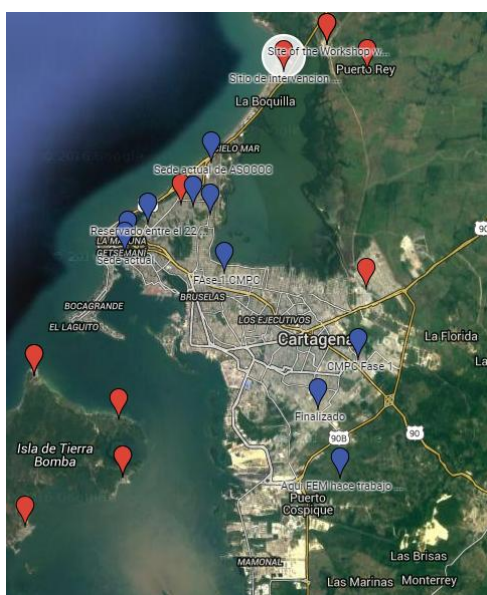 Site of the Workshop w...
Sitio de Intervencion ...
Puerto Rey
La Boquilla
CIELO MAR
Sede actual de ASOCOC
Reservado entre el 22
LA MATUNA
GETSEMANÍ
Sede actual
Fase 1 CMPC
BRUSELAS
BOCAGRANDE
EL LAGUITO
LOS EJECUTIVOS
Cartagena
La Florida
La
CMPC Fase 1
Finalizado
90
90
90B
Isla de Tierra
Bomba
Aqui FEM hace trabajo ...
Puerto
Cospique
MAMONAL
Las Brisas
Las Marinas
Monterrey